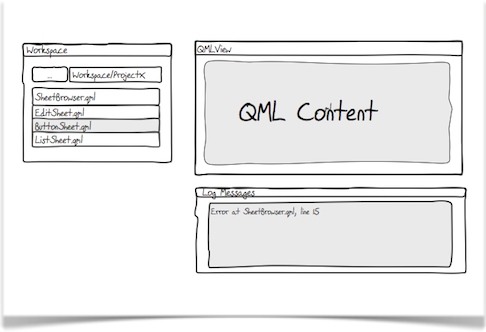 Workspace
..
Workspace/ProjectX
SheetBrowser.qml
EditSheet.qml
ButtonSheet.qml
ListSheet.qml
QMLView
QML Content
Log Messages
Error at SheetBrowser.qml, line 15